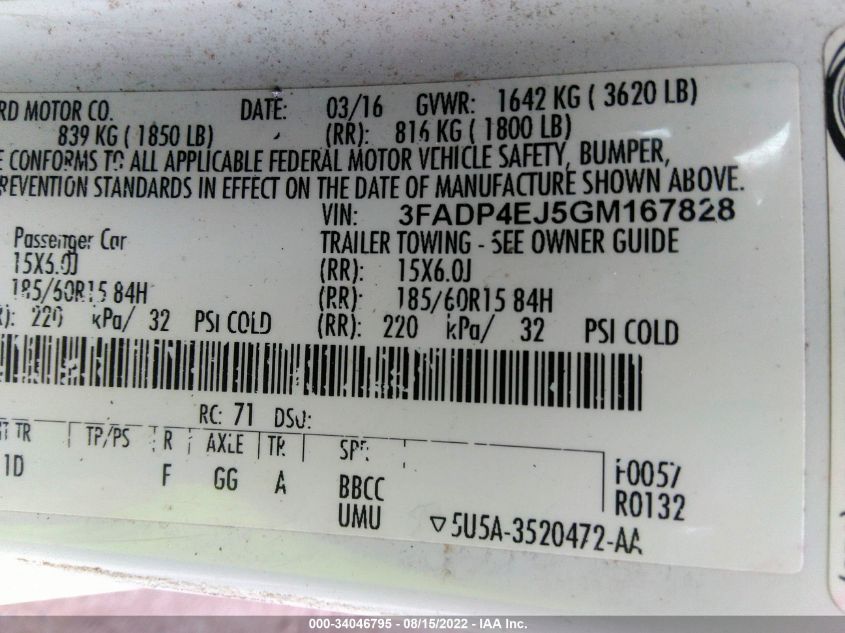 RD MOTOR CO. DATE: 03/16 GVWR: 1642 KG ( 3620 LB)
839 KG ( 1850 LB) (RR): 816 KG ( 1800 LB)
E CONFORMS TO ALL APPLICABLE FEDERAL MOTOR VEHICLE SAFETY, BUMPER,
REVENTION STANDARDS IN EFFECT ON THE DATE OF MANUFACTURE SHOWN ABOVE.
VIN: 3FADP4EJ5GM167828
Passenger Car TRAILER TOWING - SEE OWNER GUIDE
15X6.0J (RR): 15X6.0J
185/60R15 84H (RR): 185/60R15 84H
R): 220 kPa/ 32 PSI COLD (RR): 220 kPa/ 32 PSI COLD
RC: 71 DSO:
NT TR TP/PS R AXLE TR SPR
1D F GG A BBCC F0057
UMU R0132
▽5U5A-3520472-AA
000-34046795 - 08/15/2022 - IAA Inc.